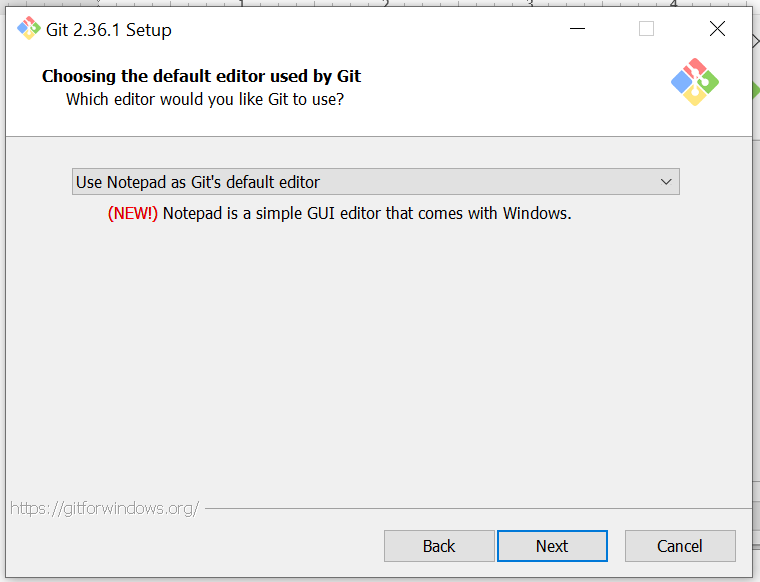 Git 2.36.1 Setup
Choosing the default editor used by Git
Which editor would you like Git to use?
Use Notepad as Git's default editor
(NEW!) Notepad is a simple GUI editor that comes with Windows.
https://gitforwindows.org/
Back
Next
Cancel